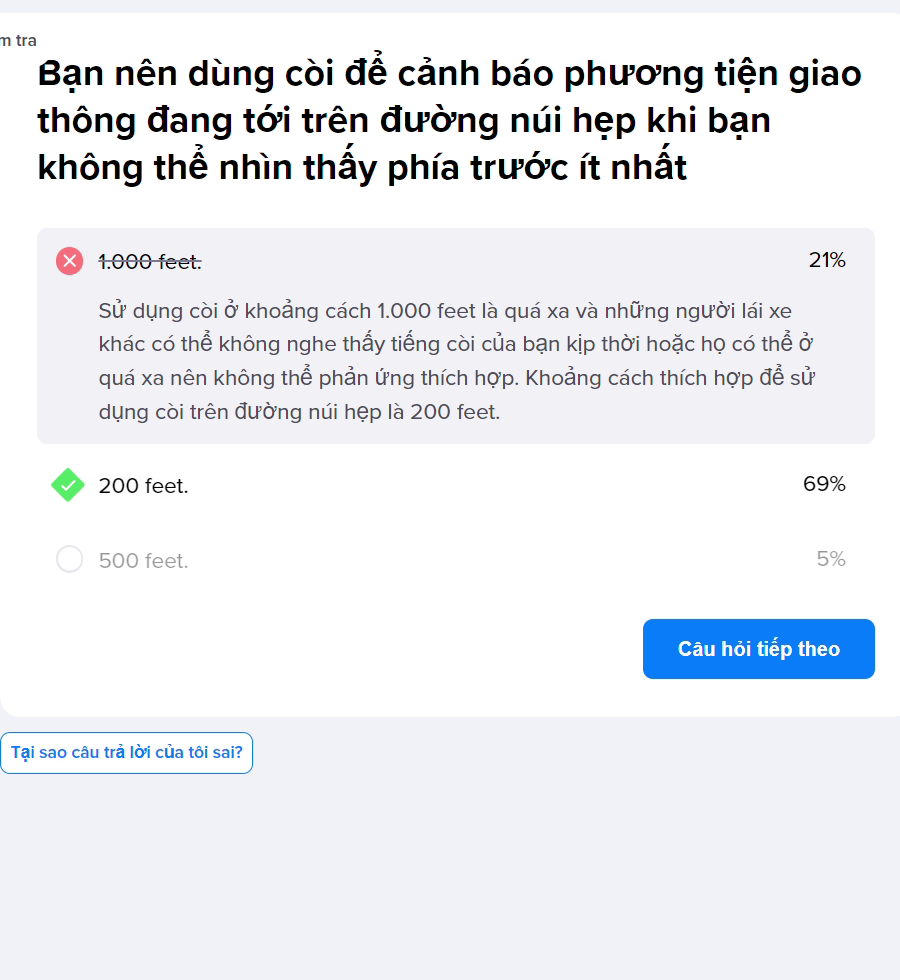 m tra
Bạn nên dùng còi để cảnh báo phương tiện giao
thông đang tới trên đường núi hẹp khi bạn
không thể nhìn thấy phía trước ít nhất
1.000 feet.
21%
Sử dụng còi ở khoảng cách 1.000 feet là quá xa và những người lái xe
khác có thể không nghe thấy tiếng còi của bạn kịp thời hoặc họ có thể ở
quá xa nên không thể phản ứng thích hợp. Khoảng cách thích hợp để sử
dụng còi trên đường núi hẹp là 200 feet.
200 feet.
69%
500 feet.
5%
Câu hỏi tiếp theo
Tại sao câu trả lời của tôi sai?